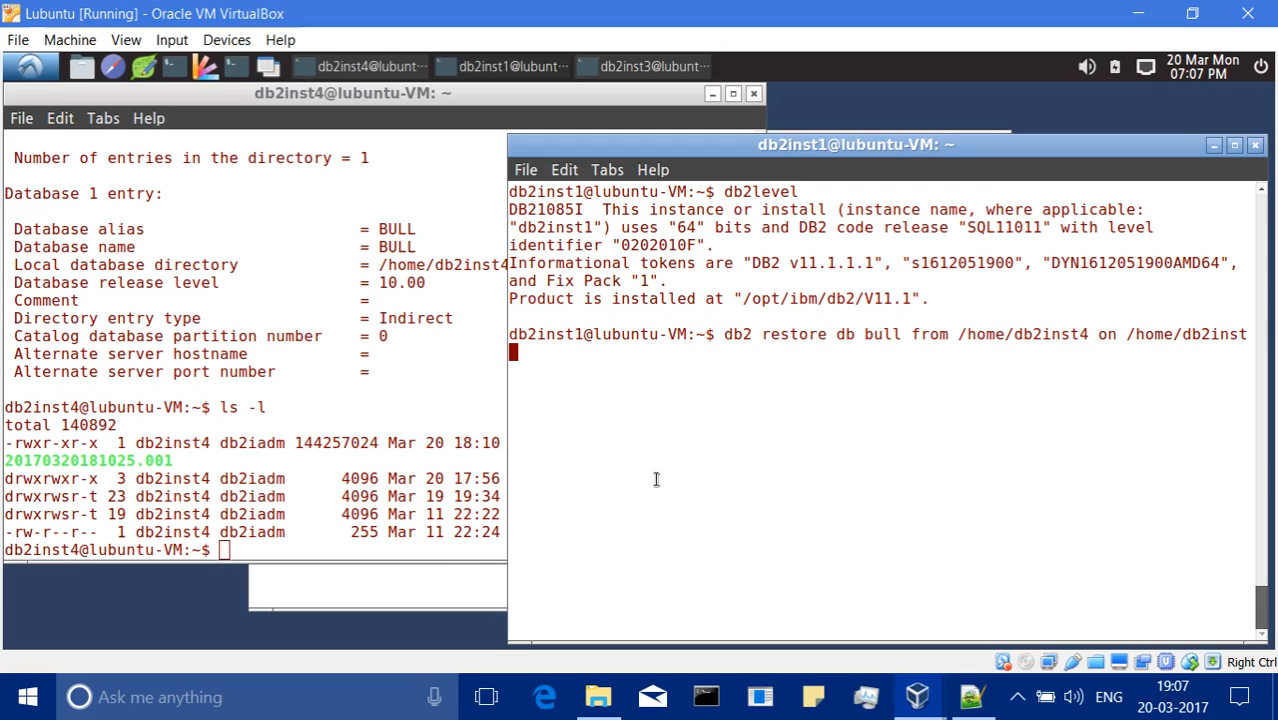 Lubuntu [Running] - Oracle VM VirtualBox
File Machine View Input Devices Help
db2inst4@lubunt··· db2inst1@lubunt··· db2inst3@lubunt···
20 Mar Mon
07:07 PM
db2inst4@lubuntu-VM: ~
File Edit Tabs Help
Number of entries in the directory = 1
Database 1 entry:
Database alias = BULL
Database name = BULL
Local database directory = /home/db2inst4
Database release level = 10.00
Comment =
Directory entry type = Indirect
Catalog database partition number = 0
Alternate server hostname =
Alternate server port number =
db2inst4@lubuntu-VM:~$ ls -l
total 140892
-rwxr-xr-x 1 db2inst4 db2iadm 144257024 Mar 20 18:10
20170320181025.001
drwxrwxr-x 3 db2inst4 db2iadm 4096 Mar 20 17:56
drwxrwsr-t 23 db2inst4 db2iadm 4096 Mar 19 19:34
drwxrwsr-t 19 db2inst4 db2iadm 4096 Mar 11 22:22
-rw-r--r-- 1 db2inst4 db2iadm 255 Mar 11 22:24
db2inst4@lubuntu-VM:~$
db2inst1@lubuntu-VM: ~
File Edit Tabs Help
db2inst1@lubuntu-VM:~$ db2level
DB21085I This instance or install (instance name, where applicable:
"db2inst1") uses "64" bits and DB2 code release "SQL11011" with level
identifier "0202010F".
Informational tokens are "DB2 v11.1.1.1", "s1612051900", "DYN1612051900AMD64",
and Fix Pack "1".
Product is installed at "/opt/ibm/db2/V11.1".
db2inst1@lubuntu-VM:~$ db2 restore db bull from /home/db2inst4 on /home/db2inst
Right Ctrl
Ask me anything
ENG
19:07
20-03-2017